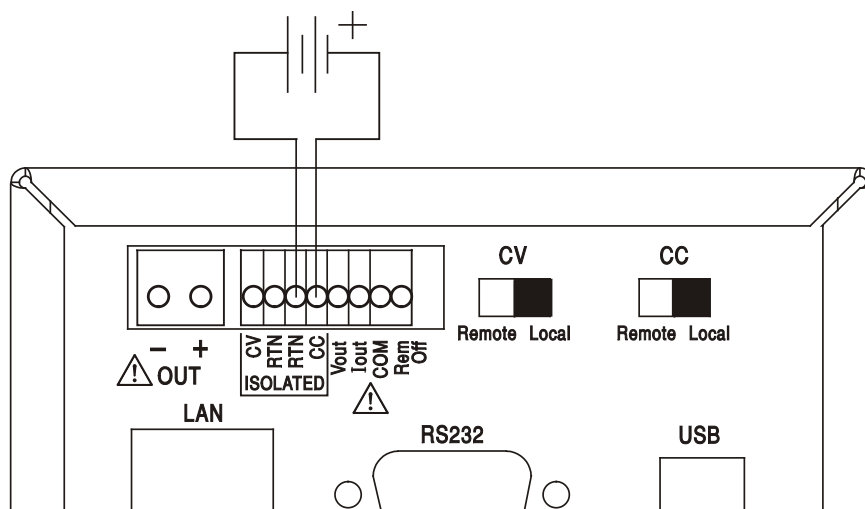 +
CV
CC
Remote Local
Remote Local
− +
OUT
CV
RTN
RTN
CC
Vout
Iout
COM
Rem
Off
ISOLATED
!
!
LAN
RS232
USB